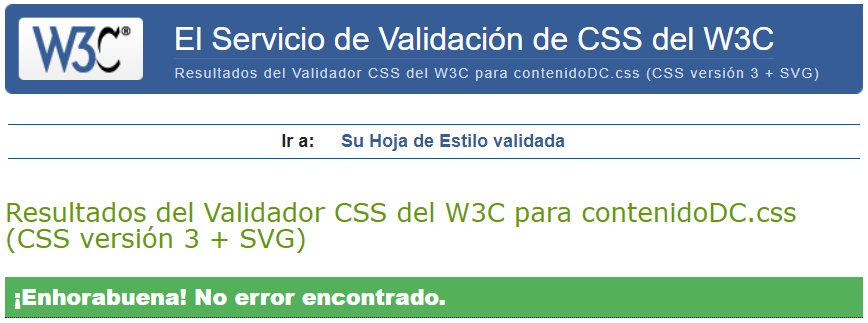 W3C®
El Servicio de Validación de CSS del W3C
Resultados del Validador CSS del W3C para contenidoDC.css (CSS versión 3 + SVG)
Ir a: Su Hoja de Estilo validada
Resultados del Validador CSS del W3C para contenidoDC.css
(CSS versión 3 + SVG)
¡Enhorabuena! No error encontrado.